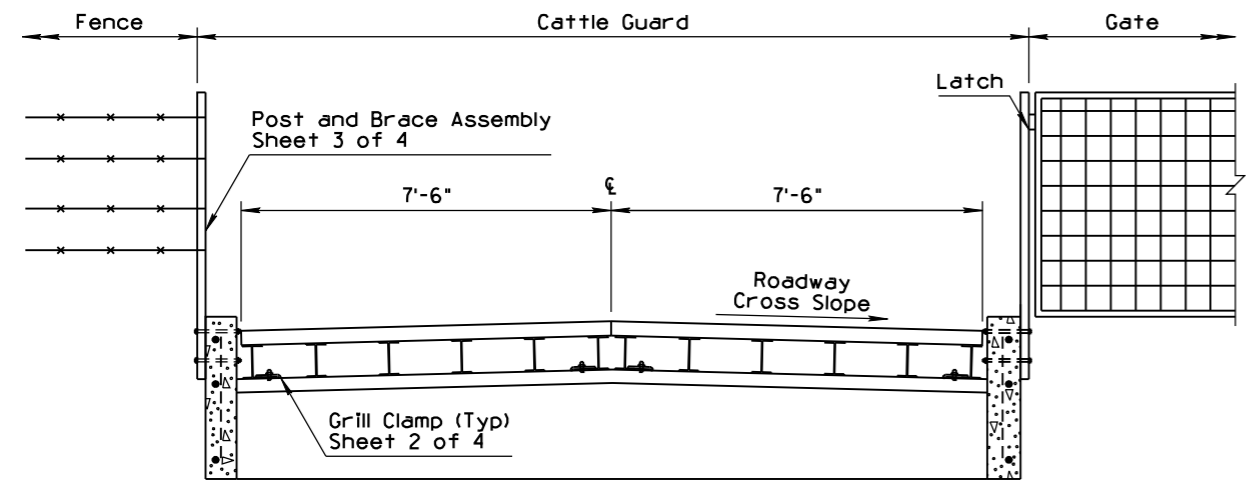 Fence
Cattle Guard
Gate
Latch
Post and Brace Assembly
Sheet 3 of 4
7'-6"
℄
7'-6"
Roadway
Cross Slope
Grill Clamp (Typ)
Sheet 2 of 4